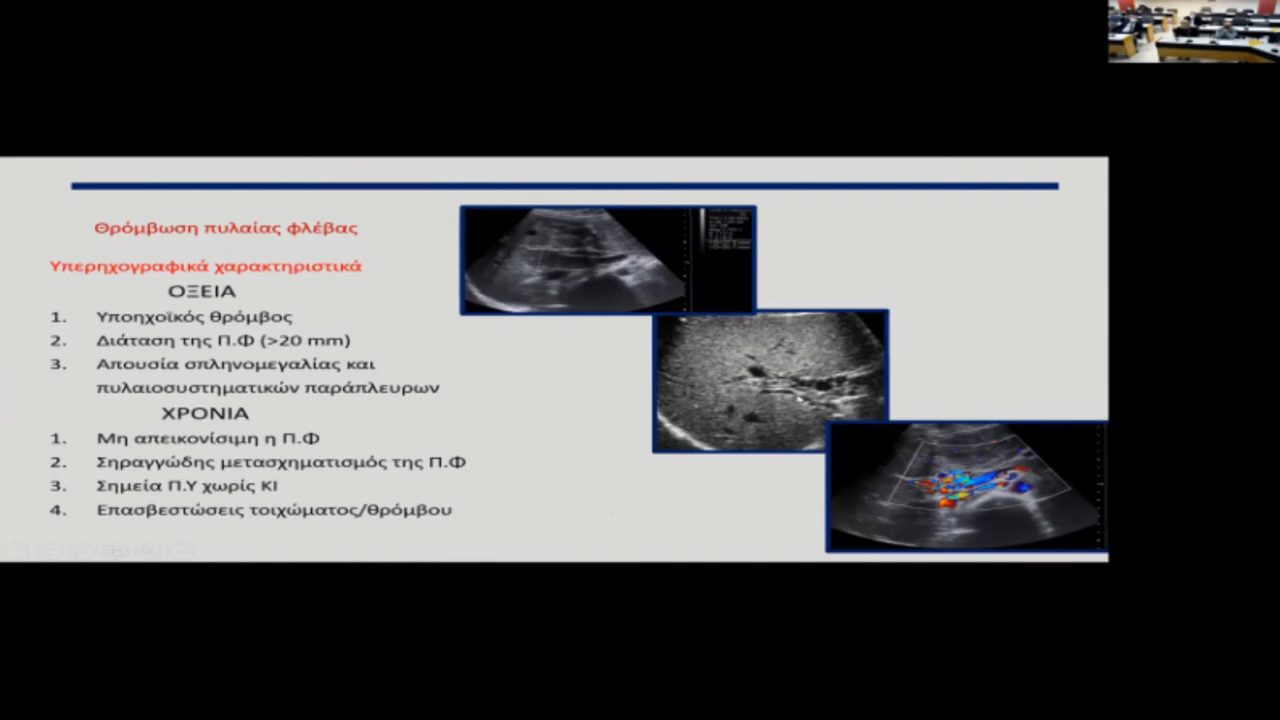 Θρόμβωση πυλαίας φλέβας
Υπερηχογραφικά χαρακτηριστικά
ΟΞΕΙΑ
1. Υποηχοϊκός θρόμβος
2. Διάταση της Π.Φ (>20 mm)
3. Απουσία σπληνομεγαλίας και
πυλαιοσυστηματικών παράπλευρων
ΧΡΟΝΙΑ
1. Μη απεικονίσιμη η Π.Φ
2. Σηραγγώδης μετασχηματισμός της Π.Φ
3. Σημεία Π.Υ χωρίς ΚΙ
4. Επασβεστώσεις τοιχώματος/θρόμβου